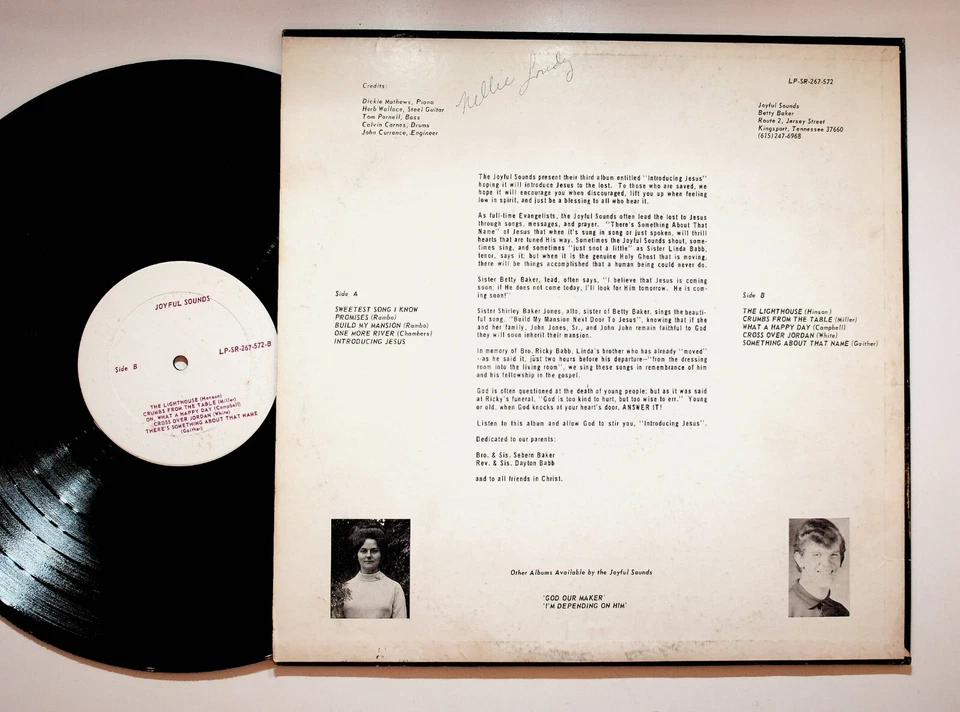 Credits:
Dickie Mathews, Piano
Herb Wallace, Steel Guitar
Tom Pornell, Bass
Calvin Carnes, Drums
John Currence, Engineer
Nellie
LP-SR-267-572
Joyful Sounds
Betty Baker
Route 2, Jersey Street
Kingsport, Tennessee 37660
(615) 247-6968
The Joyful Sounds present their third album entitled "Introducing Jesus"
hoping it will introduce Jesus to the lost. To those who are saved, we
hope it will encourage you when discouraged, lift you up when feeling
low in spirit, and just be a blessing to all who hear it.
As full-time Evangelists, the Joyful Sounds often lead the lost to Jesus
through songs, messages, and prayer. "There's Something About That
Name" of Jesus that when it's sung in song or just spoken, will thrill
hearts that are tuned His way. Sometimes the Joyful Sounds shout, some-
times sing, and sometimes "just snot a little" as Sister Linda Babb,
tenor, says it; but when it is the genuine Holy Ghost that is moving,
there will be things accomplished that a human being could never do.
Sister Betty Baker, lead, often says, "I believe that Jesus is coming
soon; if He does not come today, I'll look for Him tomorrow. He is com-
ing soon!"
Sister Shirley Baker Jones, alto, sister of Betty Baker, sings the beauti-
ful song, "Build My Mansion Next Door To Jesus", knowing that if she
and her family, John Jones, Sr., and John John remain faithful to God
they will soon inherit their mansion.
In memory of Bro. Ricky Babb, Linda's brother who has already "moved"
--as he said it, just two hours before his departure--"from the dressing
room into the living room", we sing these songs in remembrance of him
and his fellowship in the gospel.
God is often questioned at the death of young people; but as it was said
at Ricky's funeral, "God is too kind to hurt, but too wise to err." Young
or old, when God knocks at your heart's door, ANSWER IT!
Listen to this album and allow God to stir you, "Introducing Jesus".
Dedicated to our parents:
Bro. & Sis. Sebern Baker
Rev. & Sis. Dayton Babb
and to all friends in Christ.
Side A
SWEETEST SONG I KNOW
PROMISES (Rambo)
BUILD MY MANSION (Rambo)
ONE MORE RIVER (Chambers)
INTRODUCING JESUS
Side B
THE LIGHTHOUSE (Hinson)
CRUMBS FROM THE TABLE (Miller)
WHAT A HAPPY DAY (Campbell)
CROSS OVER JORDAN (White)
SOMETHING ABOUT THAT NAME (Gaither)
Other Albums Available by the Joyful Sounds
'GOD OUR MAKER'
'I'M DEPENDING ON HIM'
JOYFUL SOUNDS
LP-SR-267-572-B
Side B
THE LIGHTHOUSE (Henson)
CRUMBS FROM THE TABLE (Miller)
OH, WHAT A HAPPY DAY (Campbell)
CROSS OVER JORDAN (White)
THERE'S SOMETHING ABOUT THAT NAME
(Gaither)